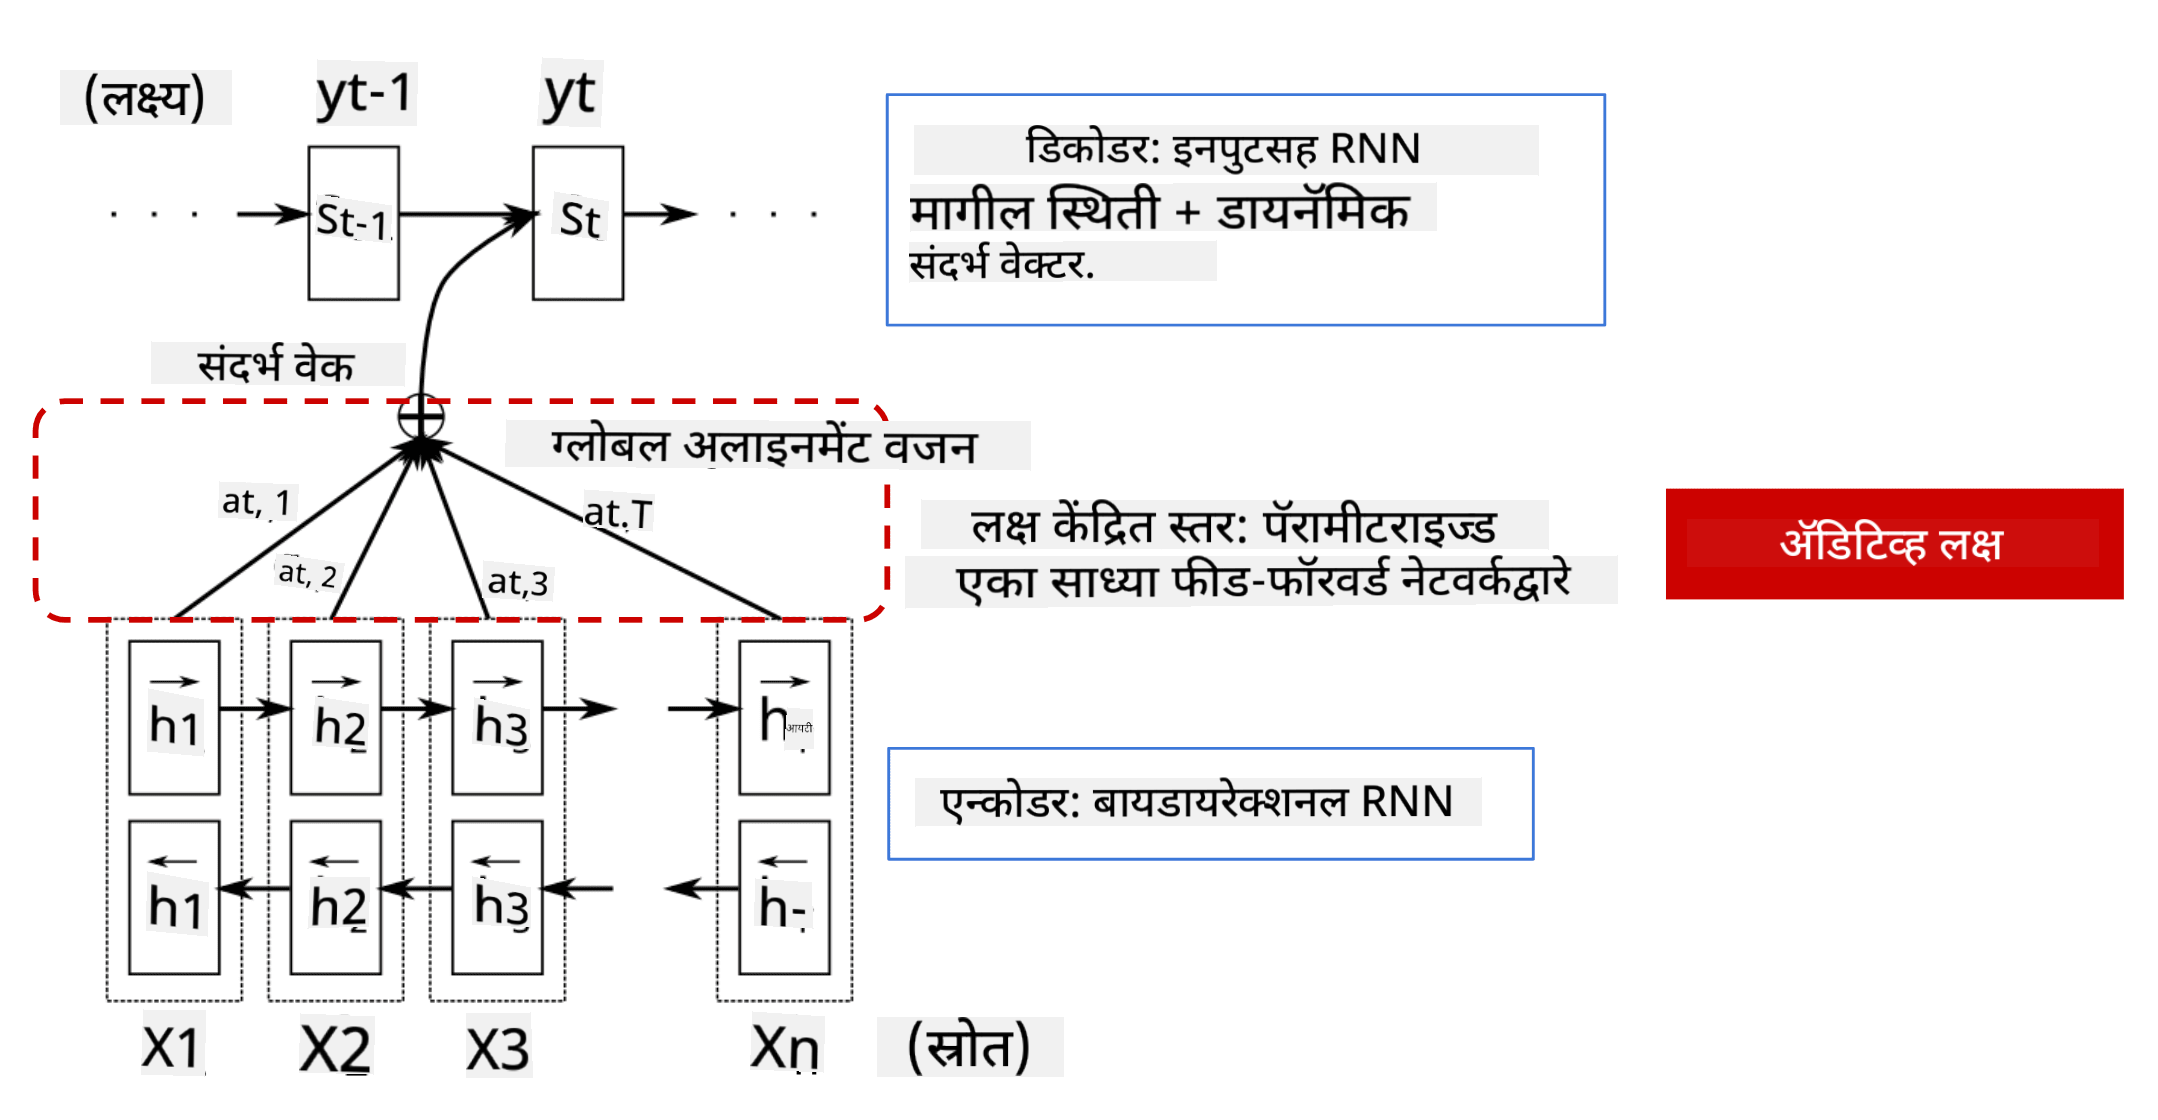 (लक्ष्य)
yt-1
yt
डिकोडर: इनपुटसह RNN
मागील स्थिती + डायनॅमिक
संदर्भ वेक्टर.
St-1
St
संदर्भ वेक
ग्लोबल अलाइनमेंट वजन
at, 1
at, 2
at,3
at.T
लक्ष केंद्रित स्तर: पॅरामीटराइज्ड
एका साध्या फीड-फॉरवर्ड नेटवर्कद्वारे
ॲडिटिव्ह लक्ष
h1
h2
h3
h
आयटी
एन्कोडर: बायडायरेक्शनल RNN
h1
h2
h3
h-
X1
X2
X3
Xn
(स्रोत)